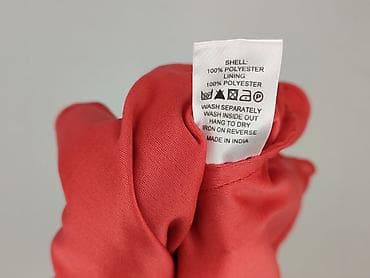 SHELL:
100% POLYESTER
LINING
100% POLYESTER
WASH SEPARATELY
WASH INSIDE OUT
HANG TO DRY
IRON ON REVERSE
MADE IN INDIA